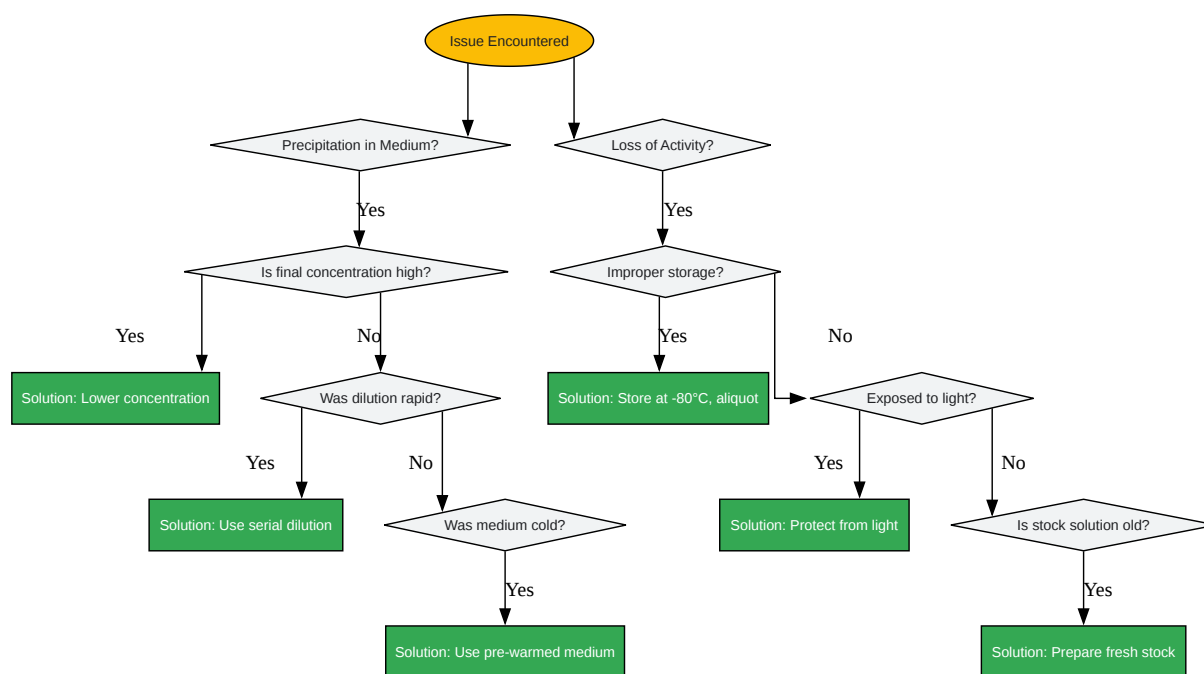 Issue Encountered
Precipitation in Medium?
Loss of Activity?
Yes
Yes
Is final concentration high?
Improper storage?
Yes
No
Yes
No
Solution: Lower concentration
Was dilution rapid?
Solution: Store at -80°C, aliquot
Exposed to light?
Yes
No
Yes
No
Solution: Use serial dilution
Was medium cold?
Solution: Protect from light
Is stock solution old?
Yes
Yes
Solution: Use pre-warmed medium
Solution: Prepare fresh stock